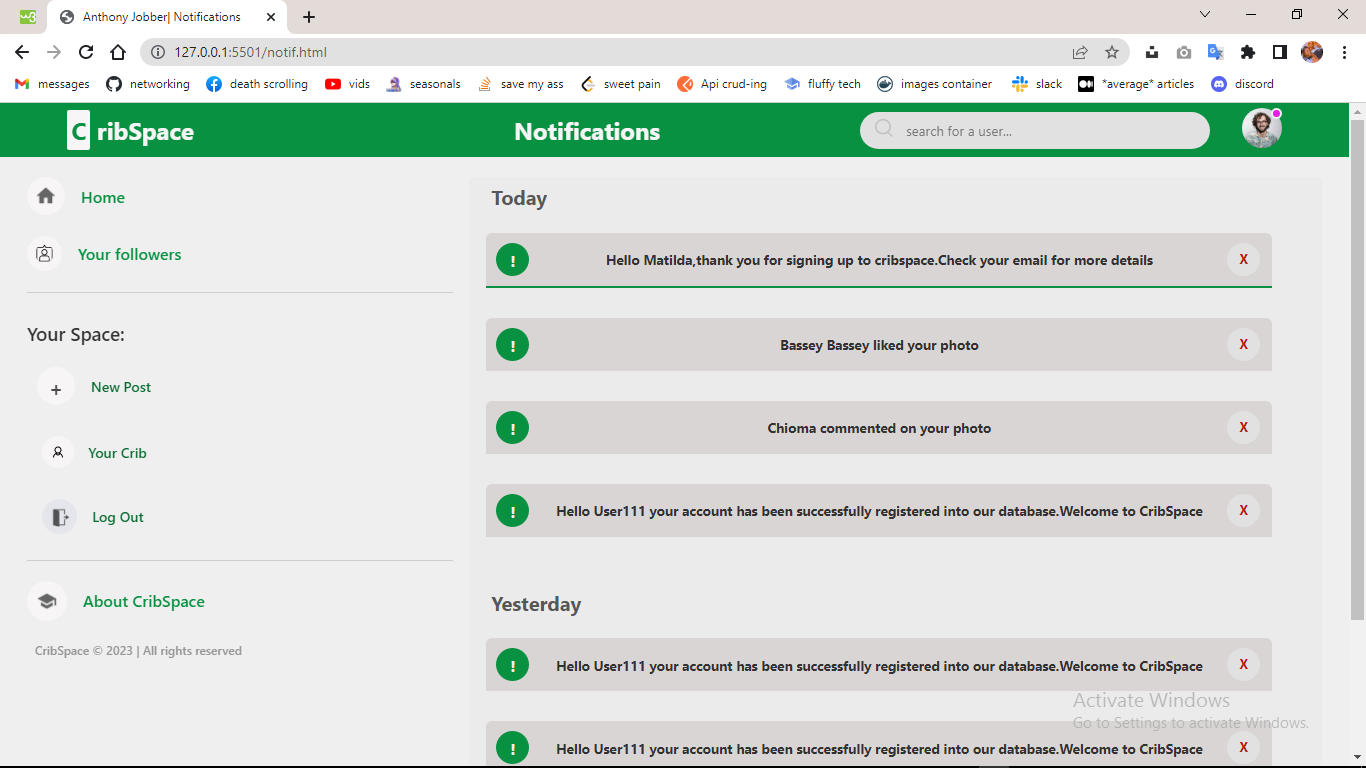 Anthony Jobber| Notifications
127.0.0.1:5501/notif.html
messages networking death scrolling vids seasonals save my ass sweet pain Api crud-ing fluffy tech images container slack *average* articles discord
C ribSpace Notifications search for a user...
Home
Your followers
Your Space:
New Post
Your Crib
Log Out
About CribSpace
CribSpace © 2023 | All rights reserved
Today
! Hello Matilda,thank you for signing up to cribspace.Check your email for more details X
! Bassey Bassey liked your photo X
! Chioma commented on your photo X
! Hello User111 your account has been successfully registered into our database.Welcome to CribSpace X
Yesterday
! Hello User111 your account has been successfully registered into our database.Welcome to CribSpace X
! Hello User111 your account has been successfully registered into our database.Welcome to CribSpace X
Activate Windows
Go to Settings to activate Windows.